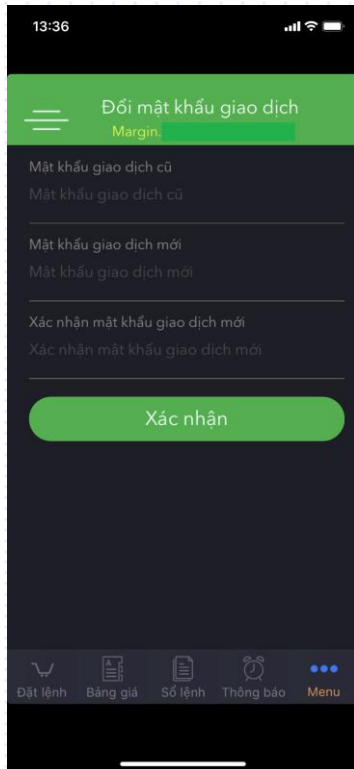 13:36
Đổi mật khẩu giao dịch
Margin.
Mật khẩu giao dịch cũ
Mật khẩu giao dịch cũ
Mật khẩu giao dịch mới
Mật khẩu giao dịch mới
Xác nhận mật khẩu giao dịch mới
Xác nhận mật khẩu giao dịch mới
Xác nhận
Đặt lệnh Bảng giá Sổ lệnh Thông báo Menu